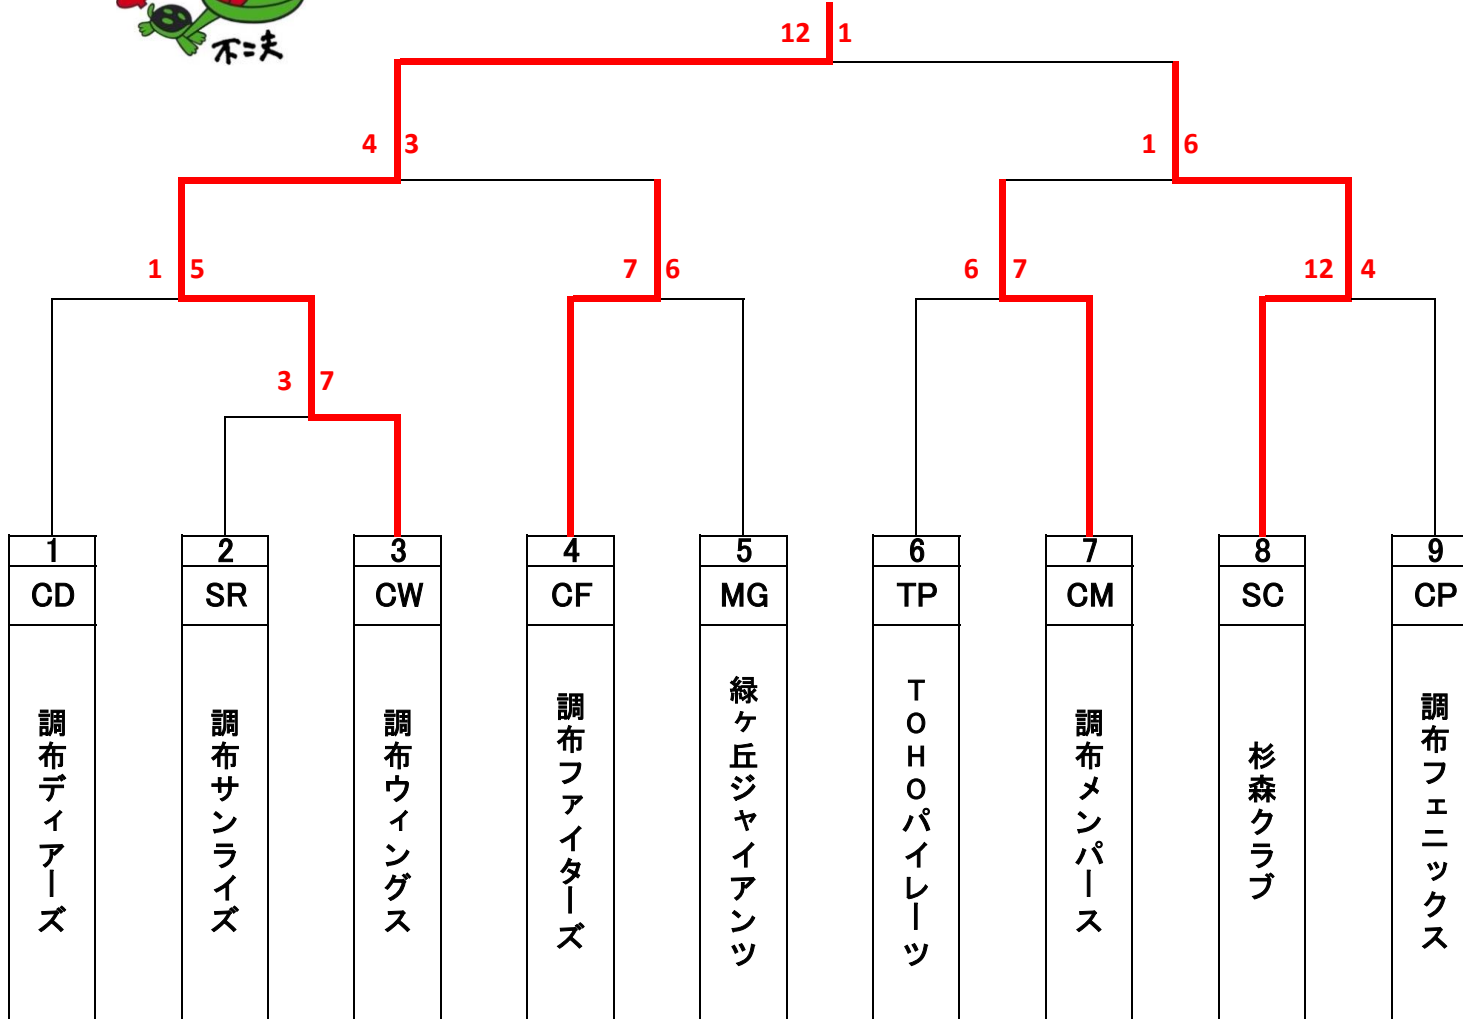 不二夫
12 1
4 3
1 6
1 5
7 6
6 7
12 4
3 7
1 2 3 4 5 6 7 8 9
CD SR CW CF MG TP CM SC CP
調布ディアーズ
調布サンライズ
調布ウィングス
調布ファイターズ
緑ケ丘ジャイアンツ
TOHOパイレーツ
調布メンパース
杉森クラブ
調布フェニックス